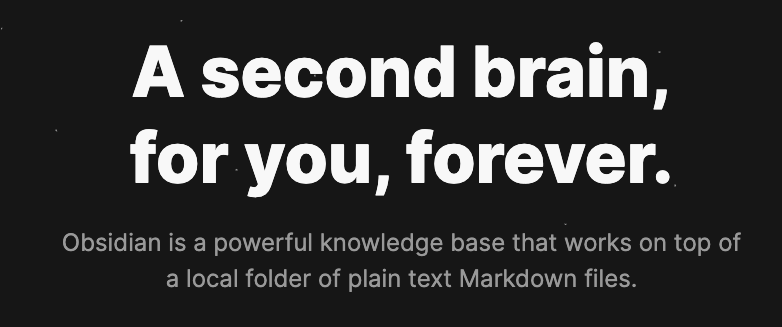 A second brain,
for you, forever.
Obsidian is a powerful knowledge base that works on top of
a local folder of plain text Markdown files.